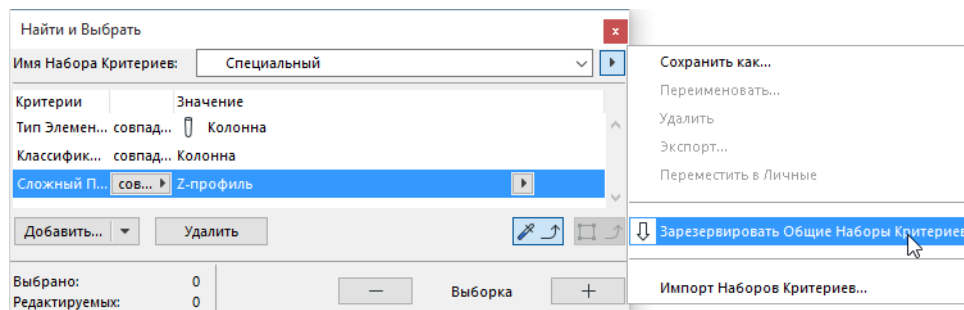 Найти и Выбрать
x
Имя Набора Критериев:
Специальный
Критерии
Значение
Тип Элемен... совпад... Колонна
Классифик... совпад... Колонна
Сложный П... сов... Z-профиль
Добавить...
Удалить
Выбрано: 0
Редактируемых: 0
Выборка
Сохранить как...
Переименовать...
Удалить
Экспорт...
Переместить в Личные
Зарезервировать Общие Наборы Критериев
Импорт Наборов Критериев...